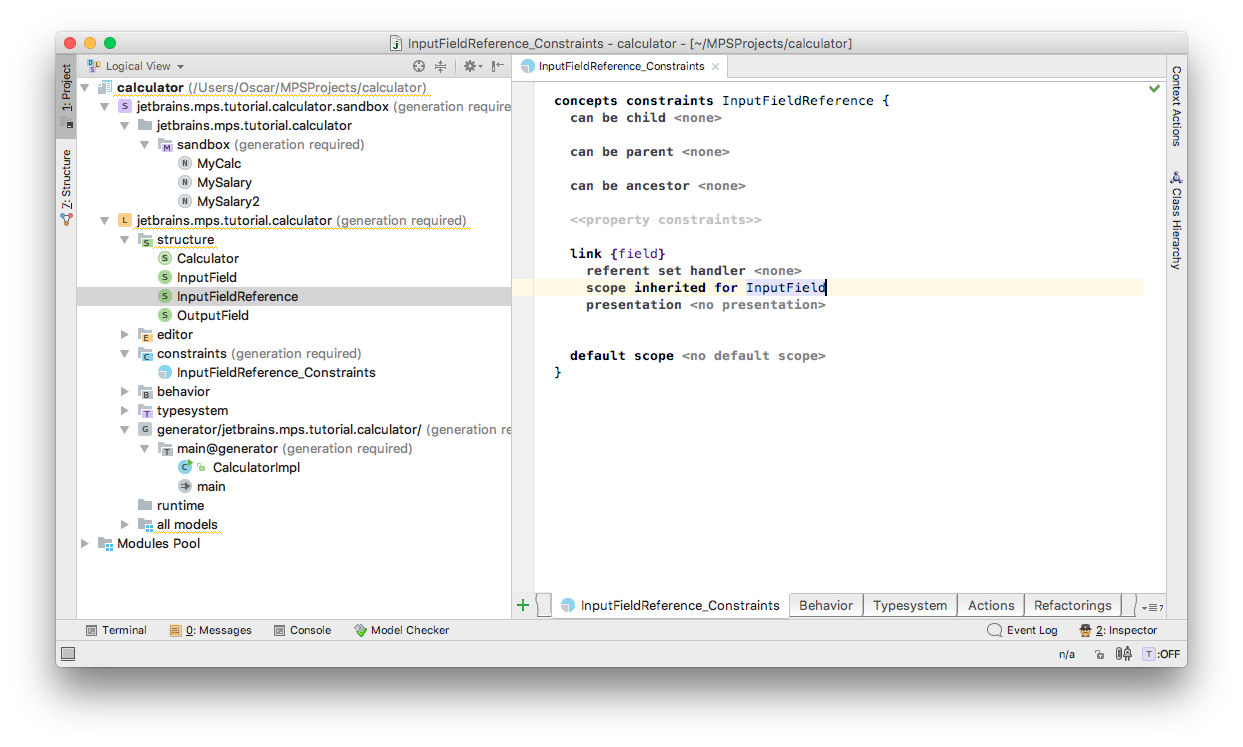 InputFieldReference_Constraints - calculator - [~/MPSProjects/calculator]
1: Project
Z: Structure
Logical View
calculator (/Users/Oscar/MPSProjects/calculator)
jetbrains.mps.tutorial.calculator.sandbox (generation require
jetbrains.mps.tutorial.calculator
sandbox (generation required)
MyCalc
MySalary
MySalary2
jetbrains.mps.tutorial.calculator (generation required)
structure
Calculator
InputField
InputFieldReference
OutputField
editor
constraints (generation required)
InputFieldReference_Constraints
behavior
typesystem
generator/jetbrains.mps.tutorial.calculator/ (generation re
main@generator (generation required)
CalculatorImpl
main
runtime
all models
Modules Pool
InputFieldReference_Constraints
concepts constraints InputFieldReference {
can be child <none>
can be parent <none>
can be ancestor <none>
<<property constraints>>
link {field}
referent set handler <none>
scope inherited for InputField
presentation <no presentation>
default scope <no default scope>
}
Context Actions
Class Hierarchy
InputFieldReference_Constraints Behavior Typesystem Actions Refactorings 7
Terminal 0: Messages Console Model Checker Event Log 2: Inspector
n/a T :OFF